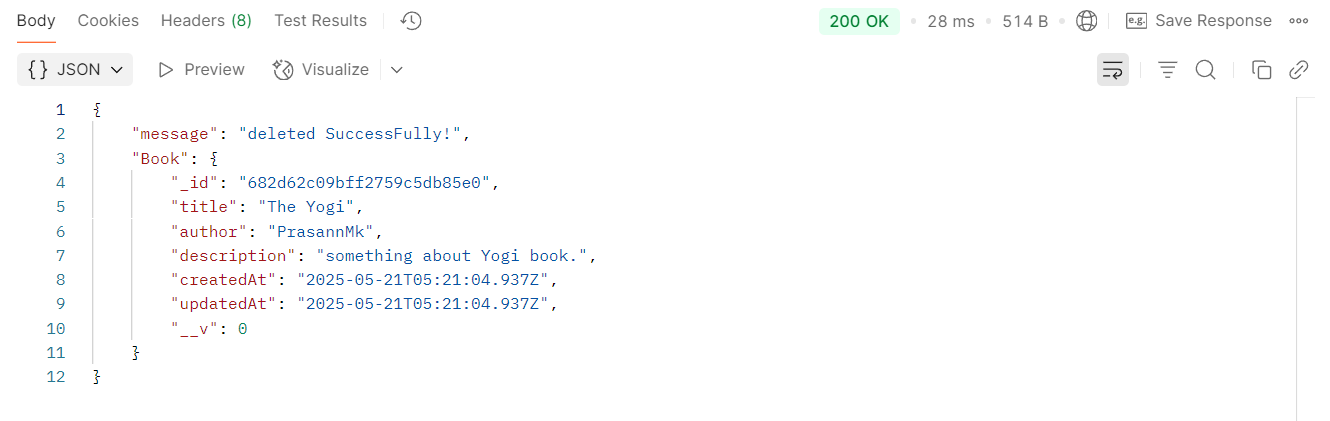 Body Cookies Headers (8) Test Results 200 OK 28 ms 514 B e.g. Save Response
{} JSON Preview Visualize
1 {
2 "message": "deleted SuccessFully!",
3 "Book": {
4 "_id": "682d62c09bff2759c5db85e0",
5 "title": "The Yogi",
6 "author": "PrasannMk",
7 "description": "something about Yogi book.",
8 "createdAt": "2025-05-21T05:21:04.937Z",
9 "updatedAt": "2025-05-21T05:21:04.937Z",
10 "__v": 0
11 }
12 }